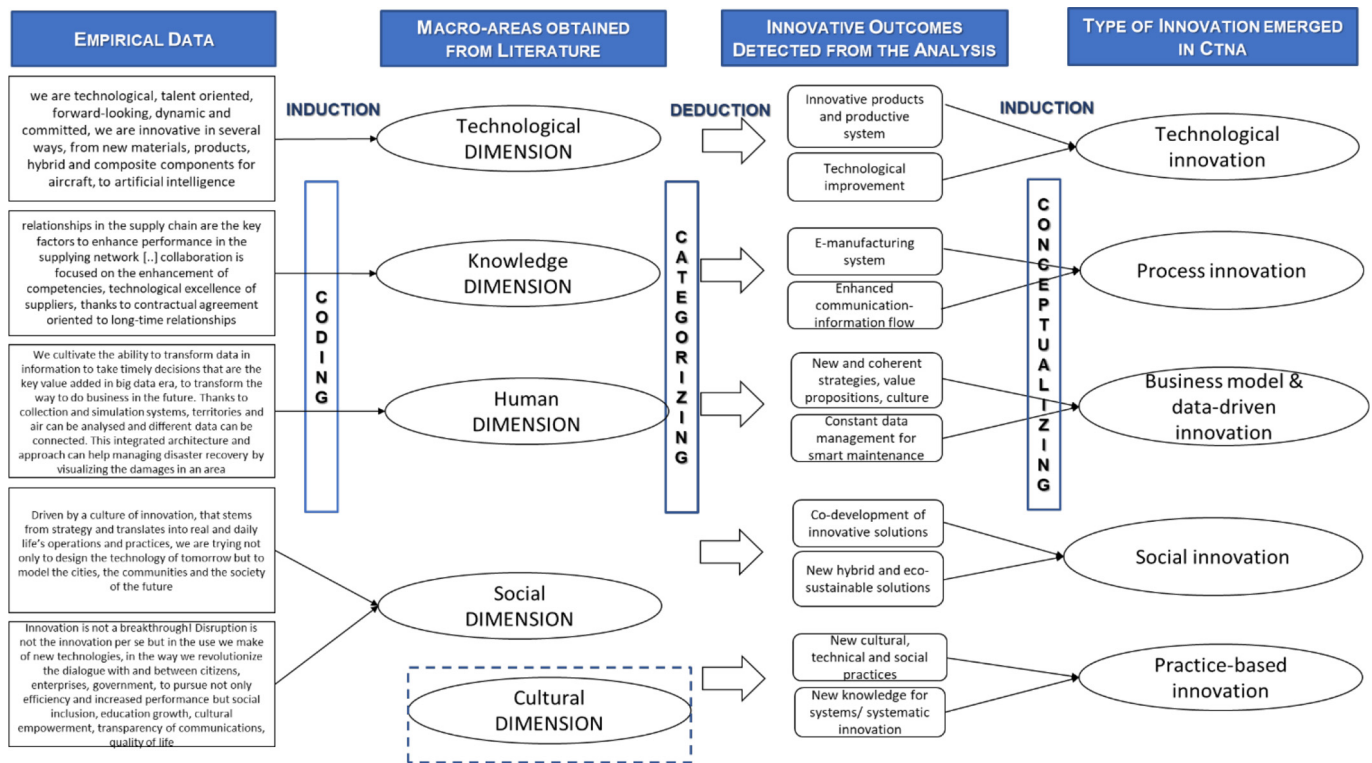 EMPIRICAL DATA
MACRO-AREAS OBTAINED
FROM LITERATURE
INNOVATIVE OUTCOMES
DETECTED FROM THE ANALYSIS
TYPE OF INNOVATION EMERGED
IN CTNA
we are technological, talent oriented,
forward-looking, dynamic and
committed, we are innovative in several
ways, from new materials, products,
hybrid and composite components for
aircraft, to artificial intelligence
INDUCTION
Technological
DIMENSION
DEDUCTION
Innovative products
and productive
system
Technological
improvement
INDUCTION
Technological
innovation
relationships in the supply chain are the key
factors to enhance performance in the
supplying network [..] collaboration is
focused on the enhancement of
competencies, technological excellence of
suppliers, thanks to contractual agreement
oriented to long-time relationships
CODING
Knowledge
DIMENSION
CATEGORIZING
E-manufacturing
system
Enhanced
communication-
information flow
CONCEPTUALIZING
Process innovation
We cultivate the ability to transform data in
information to take timely decisions that are the
key value added in big data era, to transform the
way to do business in the future. Thanks to
collection and simulation systems, territories and
air can be analysed and different data can be
connected. This integrated architecture and
approach can help managing disaster recovery by
visualizing the damages in an area
Human
DIMENSION
New and coherent
strategies, value
propositions, culture
Constant data
management for
smart maintenance
Business model &
data-driven
innovation
Driven by a culture of innovation, that stems
from strategy and translates into real and daily
life's operations and practices, we are trying not
only to design the technology of tomorrow but to
model the cities, the communities and the society
of the future
Social
DIMENSION
Co-development of
innovative solutions
New hybrid and eco-
sustainable solutions
Social innovation
Innovation is not a breakthrough! Disruption is
not the innovation per se but in the use we make
of new technologies, in the way we revolutionize
the dialogue with and between citizens,
enterprises, government, to pursue not only
efficiency and increased performance but social
inclusion, education growth, cultural
empowerment, transparency of communications,
quality of life
Cultural
DIMENSION
New cultural,
technical and social
practices
New knowledge for
systems/ systematic
innovation
Practice-based
innovation